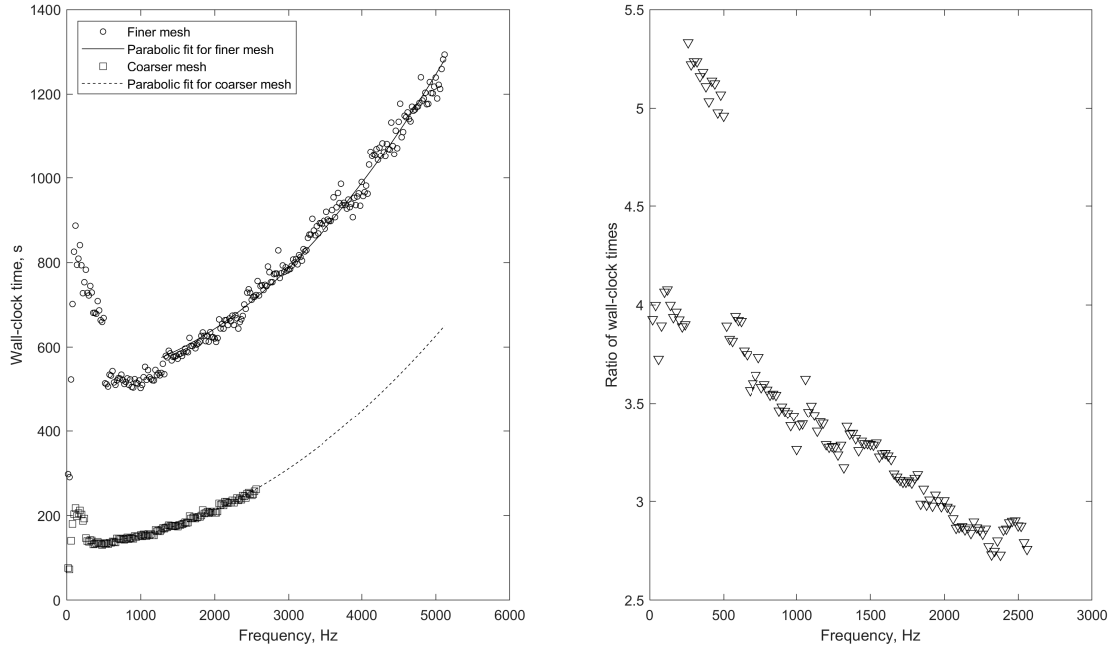 1400
1200
1000
800
600
400
200
0
Wall-clock time, s
Finer mesh
Parabolic fit for finer mesh
Coarser mesh
Parabolic fit for coarser mesh
0 1000 2000 3000 4000 5000 6000
Frequency, Hz
5.5
5
4.5
4
3.5
3
2.5
Ratio of wall-clock times
0 500 1000 1500 2000 2500 3000
Frequency, Hz